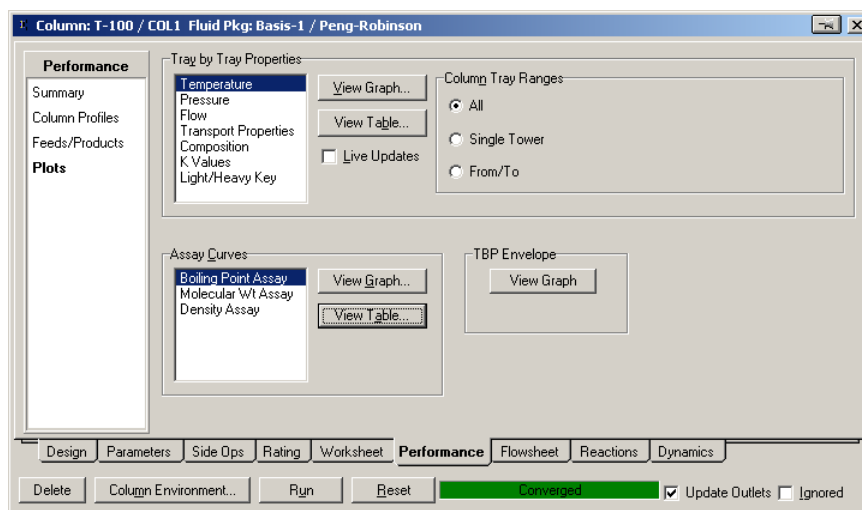 Column: T-100 / COL1 Fluid Pkg: Basis-1 / Peng-Robinson
Performance
Summary
Column Profiles
Feeds/Products
Plots
Tray by Tray Properties
Temperature
Pressure
Flow
Transport Properties
Composition
K Values
Light/Heavy Key
View Graph...
View Table...
Live Updates
Column Tray Ranges
All
Single Tower
From/To
Assay Curves
Boiling Point Assay
Molecular Wt Assay
Density Assay
View Graph...
View Table...
TBP Envelope
View Graph
Design Parameters Side Ops Rating Worksheet Performance Flowsheet Reactions Dynamics
Delete Column Environment... Run Reset Converged Update Outlets Ignored